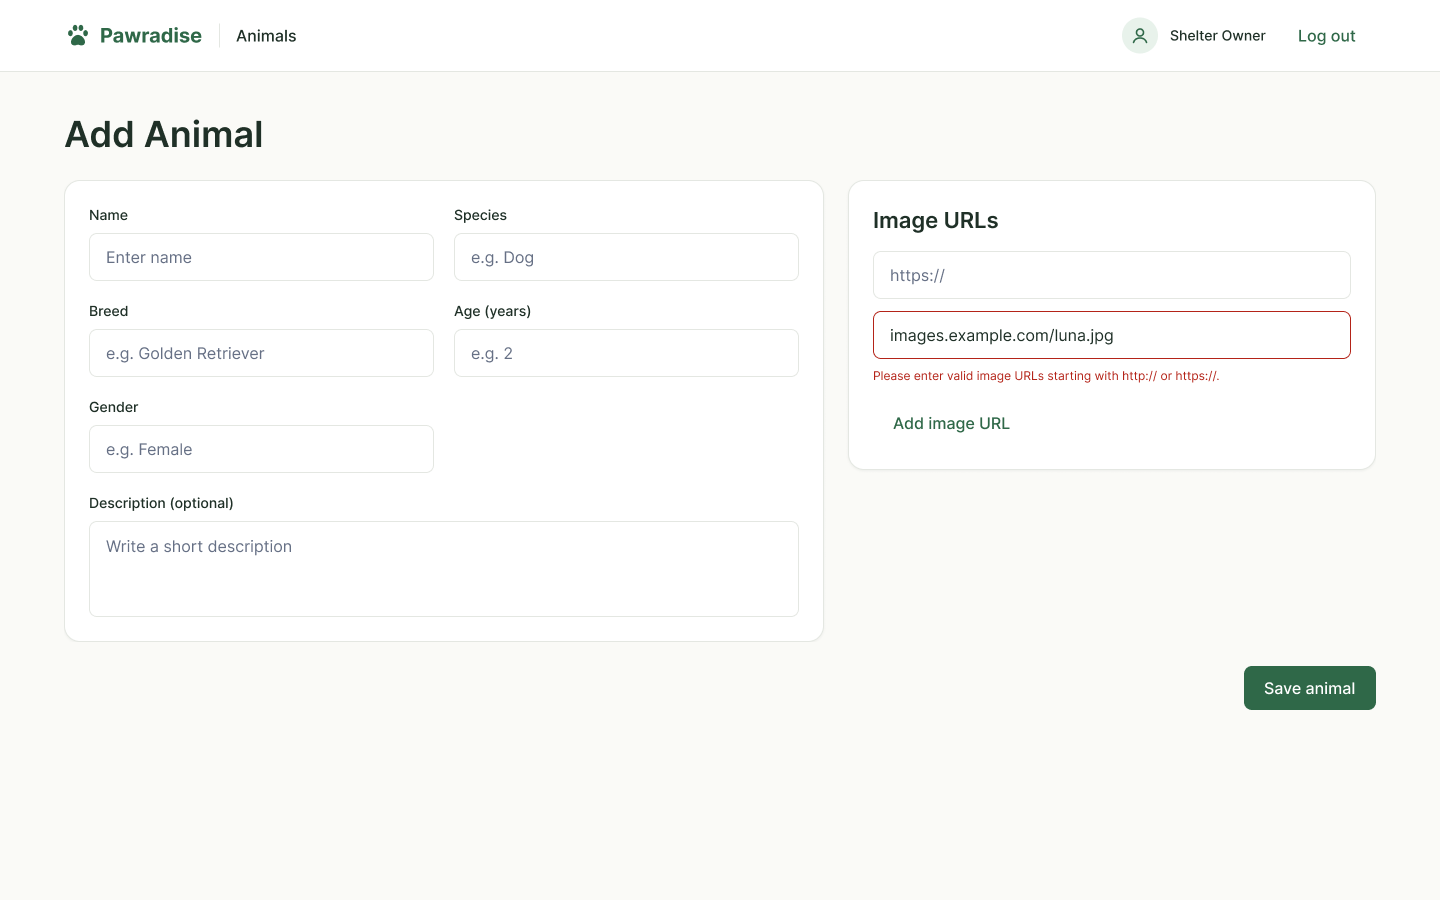 Pawradise
Animals
Shelter Owner
Log out
Add Animal
Name
Enter name
Species
e.g. Dog
Breed
e.g. Golden Retriever
Age (years)
e.g. 2
Gender
e.g. Female
Description (optional)
Write a short description
Image URLs
https://
images.example.com/luna.jpg
Please enter valid image URLs starting with http:// or https://.
Add image URL
Save animal